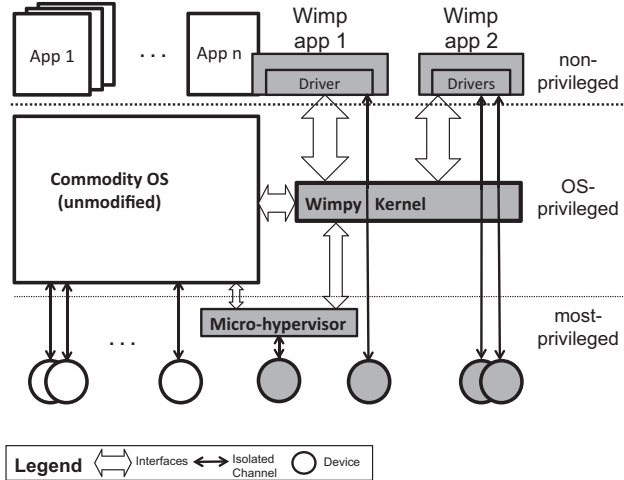 Wimp
app 1
Wimp
app 2
App 1
. . .
App n
Driver
Drivers
non-
privileged
Commodity OS
(unmodified)
Wimpy Kernel
OS-
privileged
Micro-hypervisor
most-
privileged
. . .
Legend
Interfaces
Isolated
Channel
Device